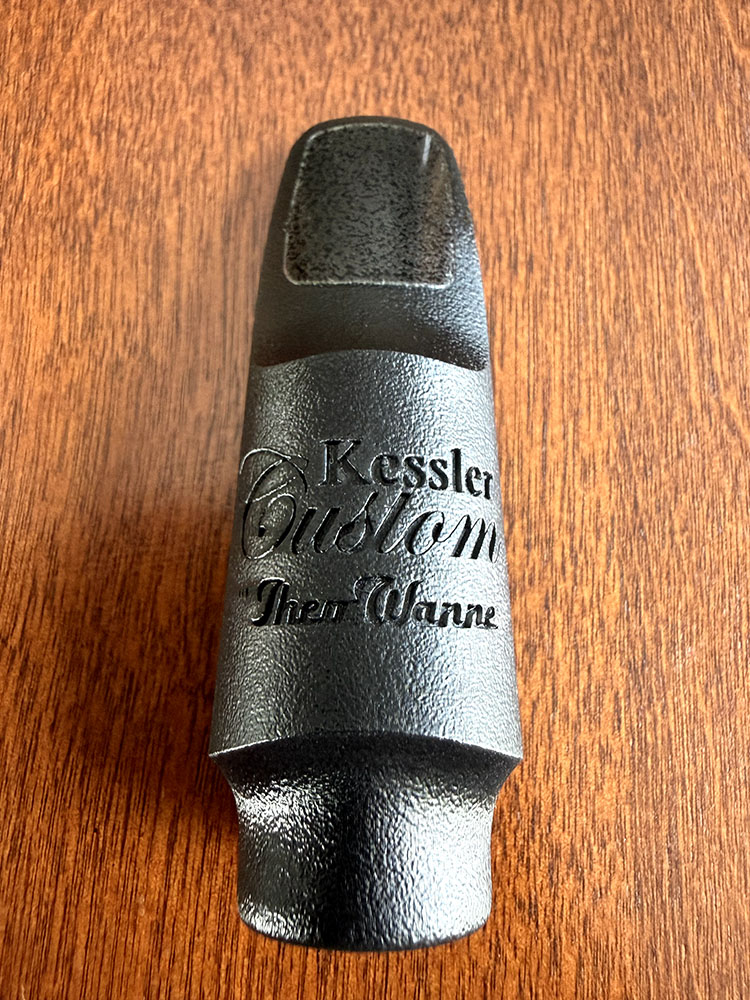 Kessler
Custom
Theo Wanne